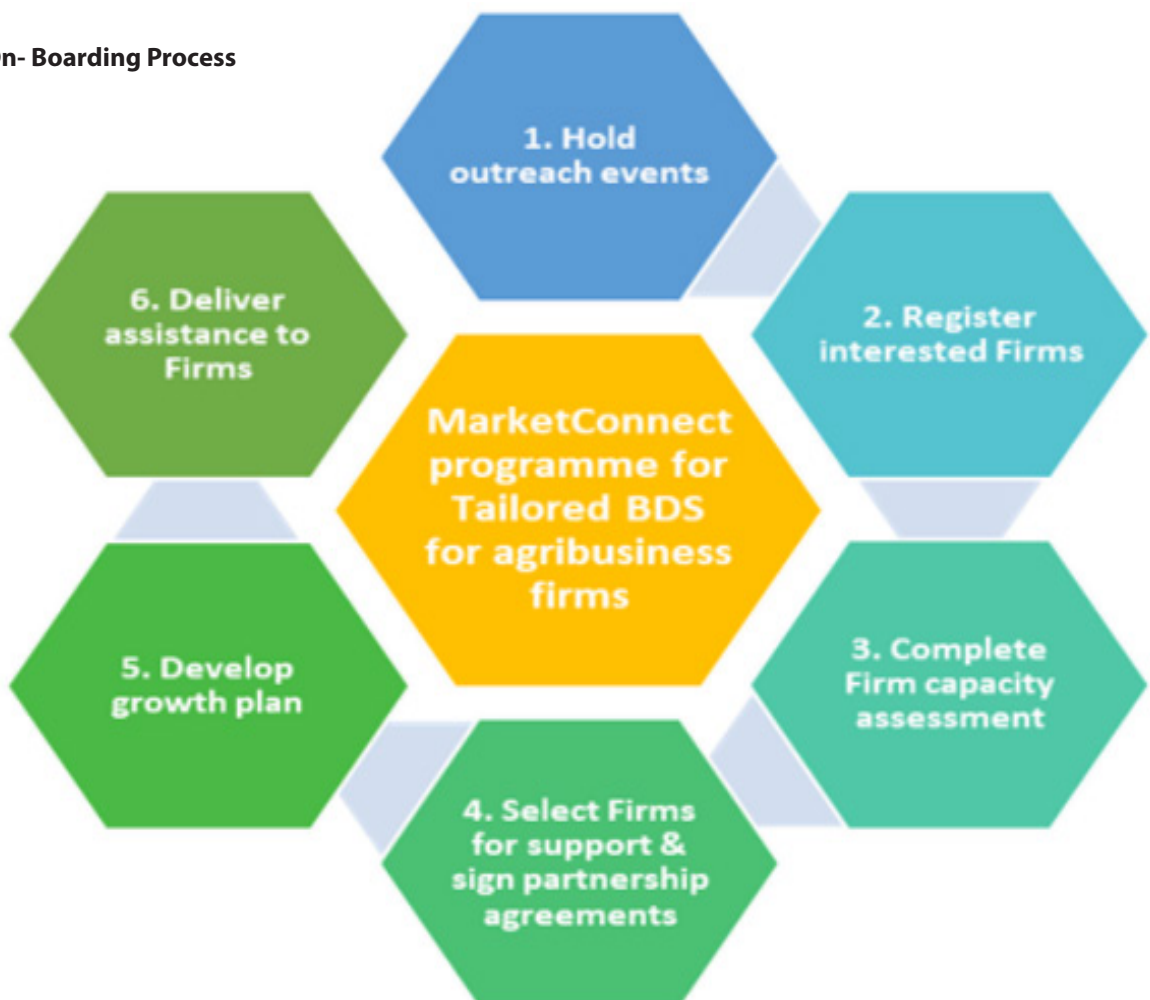 n- Boarding Process
1. Hold
outreach events
2. Register
interested Firms
3. Complete
Firm capacity
assessment
4. Select Firms
for support &
sign partnership
agreements
5. Develop
growth plan
6. Deliver
assistance to
Firms
MarketConnect
programme for
Tailored BDS
for agribusiness
firms